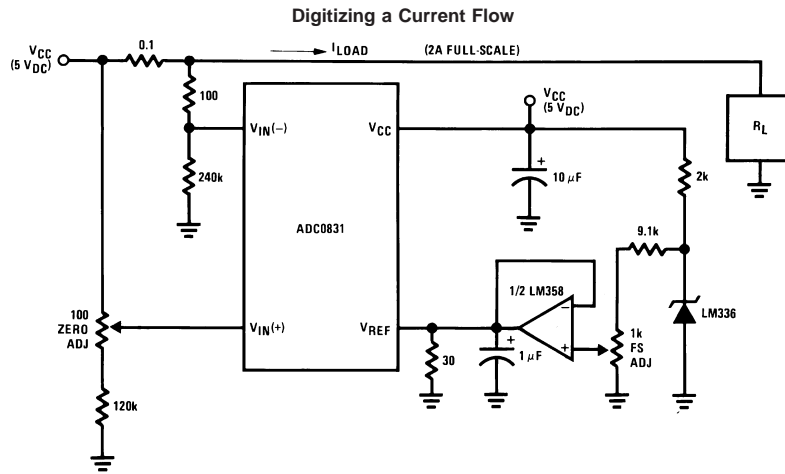 Digitizing a Current Flow
VCC
(5 VDC)
0.1
ILOAD
(2A FULL-SCALE)
100
VIN(–)
VCC
VCC
(5 VDC)
RL
240k
+
10 µF
2k
ADC0831
9.1k
100
ZERO
ADJ
VIN(+)
VREF
1/2 LM358
–
+
LM336
30
+
1 µF
1k
FS
ADJ
120k